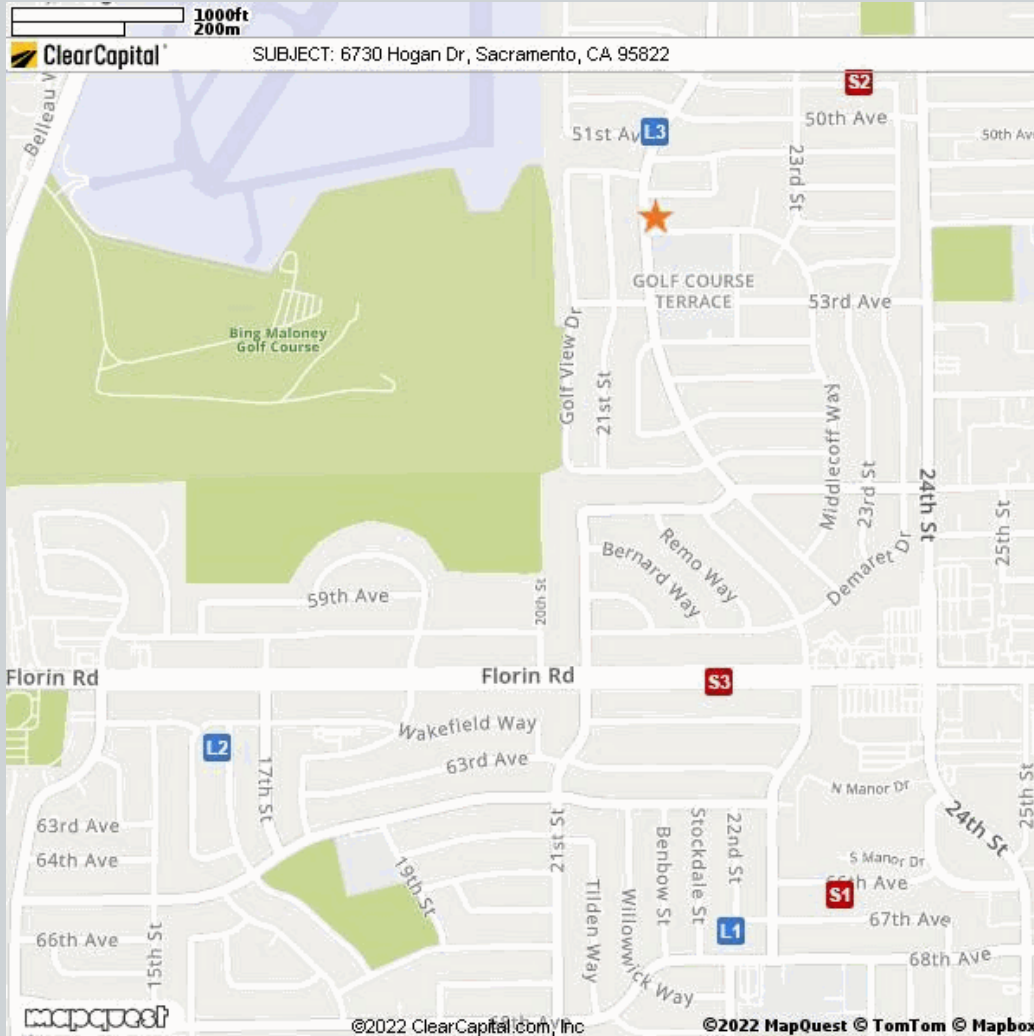 1000ft
200m
ClearCapital
SUBJECT: 6730 Hogan Dr, Sacramento, CA 95822
S2
Belleau
50th Ave
51st Av
L3
50th Av
23rd St
GOLF COURSE
TERRACE
53rd Ave
Bing Maloney
Golf Course
Golf View Dr
21st St
Middlecoff Way
23rd St
24th St
25th St
Remo Way
Bernard Way
Demaret Dr
59th Ave
20th St
Florin Rd
Florin Rd
S3
Wakefield Way
L2
63rd Ave
17th St
N Manor Dr
25th St
24th St
63rd Ave
64th Ave
21st St
Stockdale St
22nd St
Benbow St
S Manor Dr
19th St
S1
Tilden Way
Willowwick Way
67th Ave
L1
66th Ave
15th St
68th Ave
mapquest
©2022 ClearCapital.com, Inc
©2022 MapQuest © TomTom © Mapbox